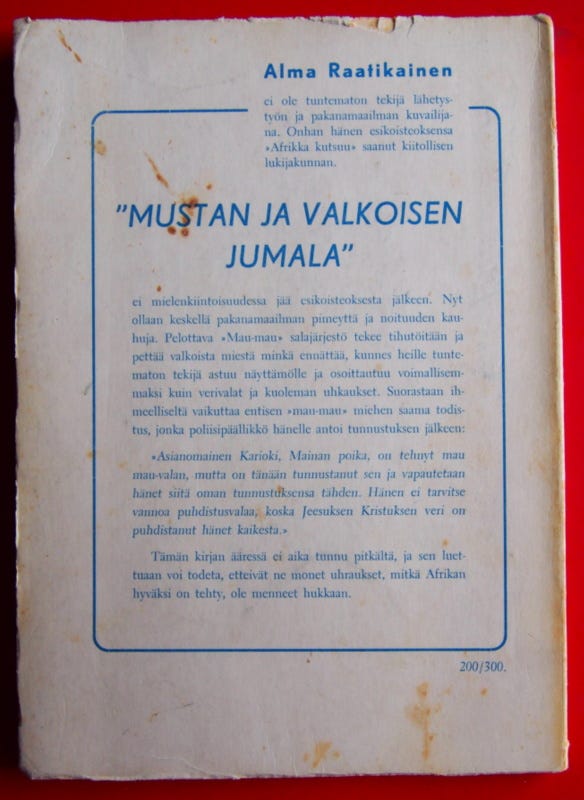 Alma Raatikainen
ei ole tuntematon tekijä lähetys-
työn ja pakanamaailman kuvailija-
na. Onhan hänen esikoisteoksensa
»Afrikka kutsuu» saanut kiitollisen
lukijakunnan.
”MUSTAN JA VALKOISEN
JUMALA”
ei mielenkiintoisuudessa jää esikoisteoksesta jälkeen. Nyt
ollaan keskellä pakanamaailman pimeyttä ja noituuden kau-
huja. Pelottava »Mau-mau» salajärjestö tekee tihutöitään ja
pettää valkoista miestä minkä ennättää, kunnes heille tunte-
maton tekijä astuu näyttämölle ja osoittautuu voimallisem-
maksi kuin verivalat ja kuoleman uhkaukset. Suorastaan ih-
meelliseltä vaikuttaa entisen »mau-mau» miehen saama todis-
tus, jonka poliisipäällikkö hänelle antoi tunnustuksen jälkeen:
»Asianomainen Karioki, Mainan poika, on tehnyt mau
mau-valan, mutta on tänään tunnustanut sen ja vapautetaan
hänet siitä oman tunnustuksensa tähden. Hänen ei tarvitse
vannoa puhdistusvalaa, koska Jeesuksen Kristuksen veri on
puhdistanut hänet kaikesta.»
Tämän kirjan ääressä ei aika tunnu pitkältä, ja sen luet-
tuaan voi todeta, etteivät ne monet uhraukset, mitkä Afrikan
hyväksi on tehty, ole menneet hukkaan.
200/300.